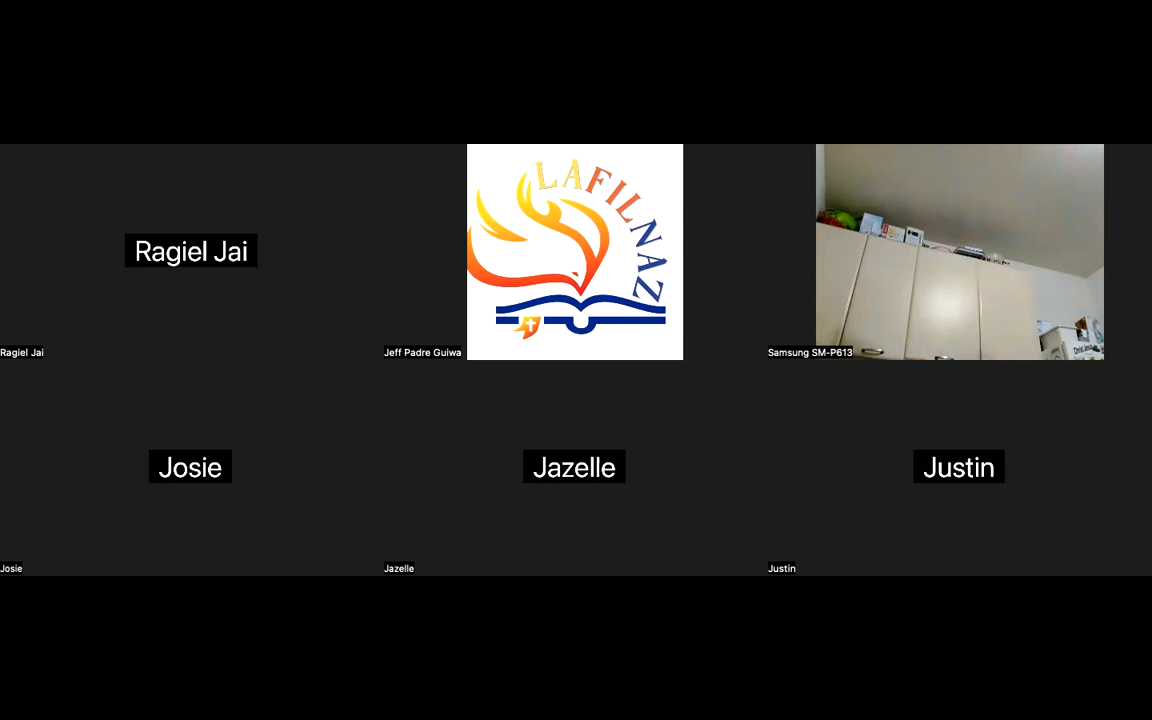 Ragiel Jai
Ragiel Jai
LAFILNAZ
Jeff Padre Guiwa
Samsung SM-P613
Josie
Josie
Jazelle
Jazelle
Justin
Justin